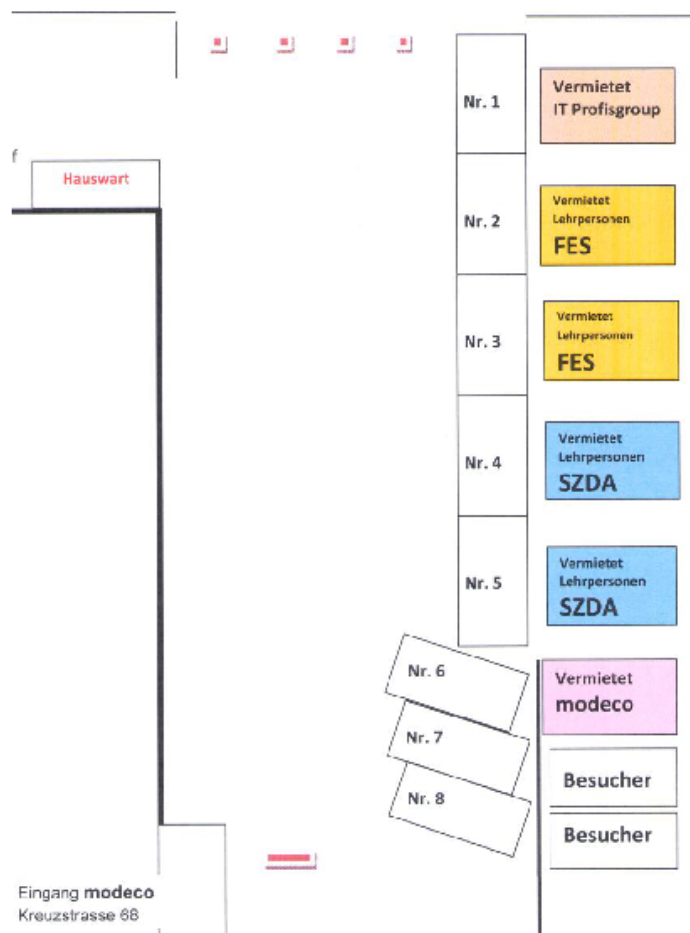 Nr. 1
Vermietet
IT Profisgroup
f
Hauswart
Nr. 2
Vermietet
Lehrpersonen
FES
Nr. 3
Vermietet
Lehrpersonen
FES
Nr. 4
Vermietet
Lehrpersonen
SZDA
Nr. 5
Vermietet
Lehrpersonen
SZDA
Nr. 6
Vermietet
modeco
Nr. 7
Besucher
Nr. 8
Besucher
Eingang modeco
Kreuzstrasse 68